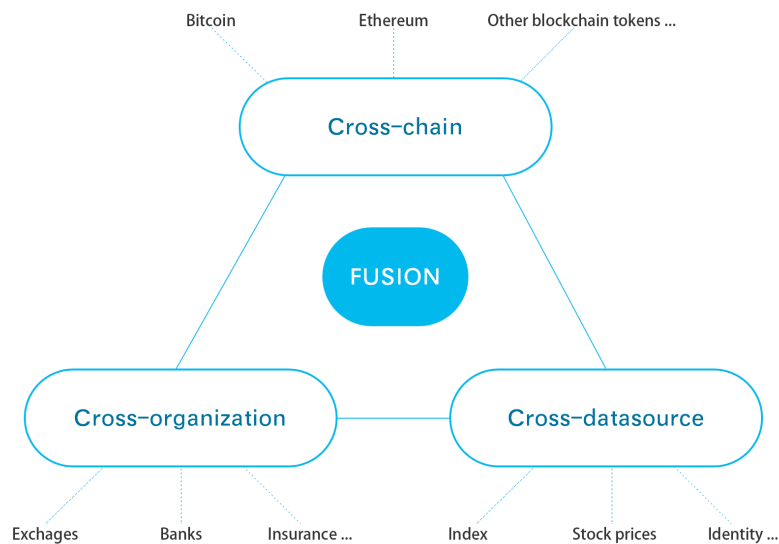 Bitcoin
Ethereum
Other blockchain tokens ...
Cross-chain
FUSION
Cross-organization
Cross-datasource
Exchages
Banks
Insurance ...
Index
Stock prices
Identity ...